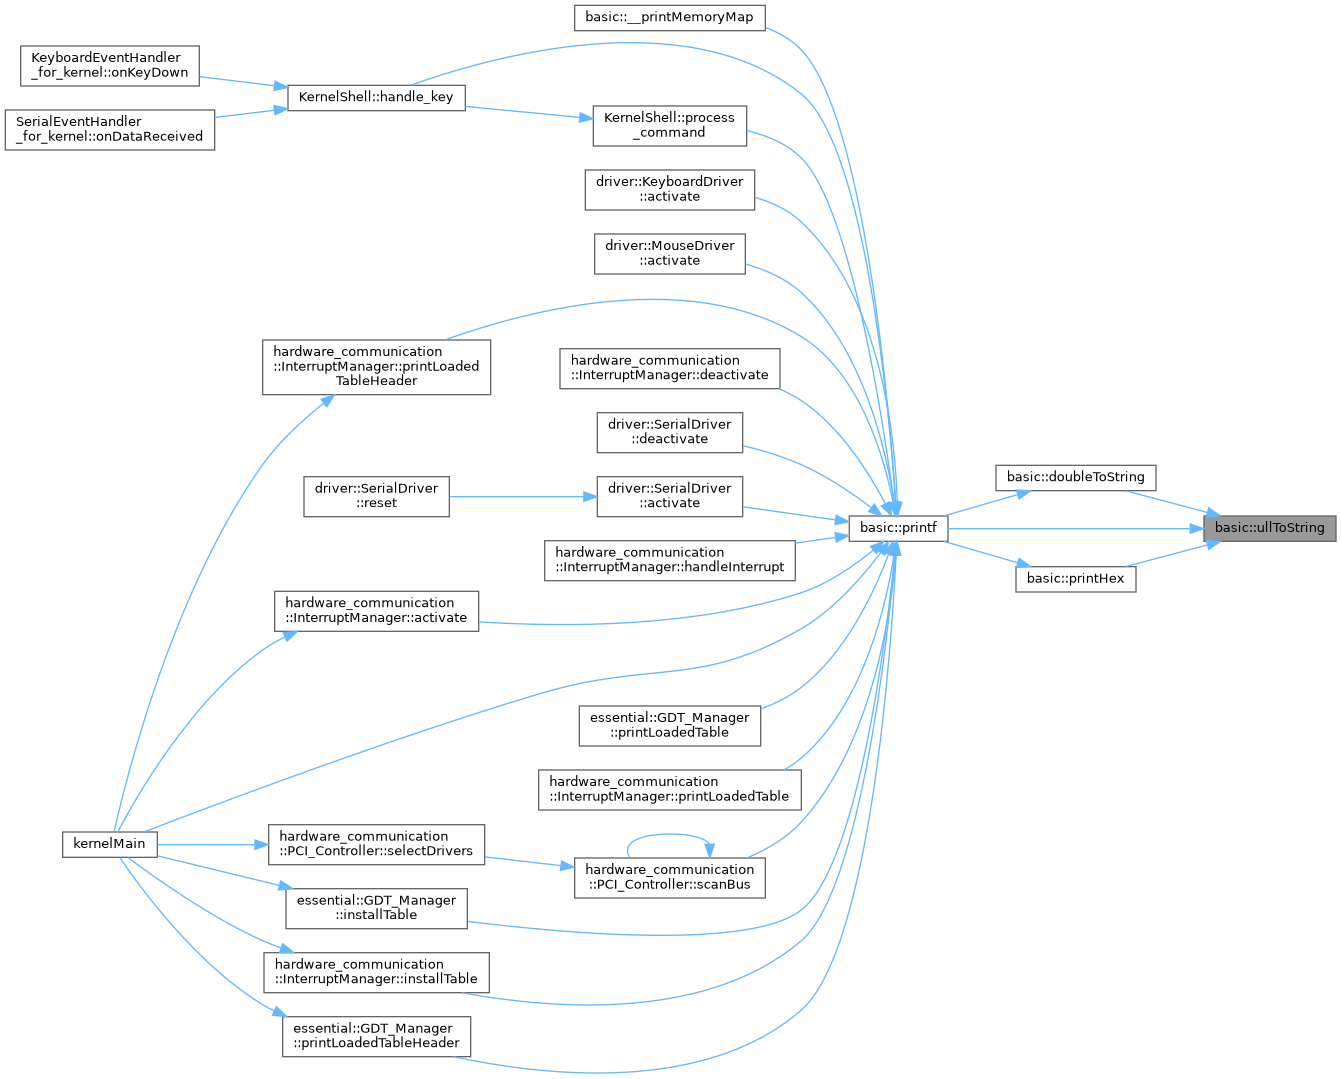 basic::__printMemoryMap
KeyboardEventHandler
_for_kernel::onKeyDown
KernelShell::handle_key
SerialEventHandler
_for_kernel::onDataReceived
KernelShell::process
_command
driver::KeyboardDriver
::activate
driver::MouseDriver
::activate
hardware_communication
::InterruptManager::printLoaded
TableHeader
hardware_communication
::InterruptManager::deactivate
driver::SerialDriver
::deactivate
driver::SerialDriver
::reset
driver::SerialDriver
::activate
basic::doubleToString
basic::printf
basic::ullToString
hardware_communication
::InterruptManager::handleInterrupt
basic::printHex
hardware_communication
::InterruptManager::activate
essential::GDT_Manager
::printLoadedTable
hardware_communication
::InterruptManager::printLoadedTable
kernelMain
hardware_communication
::PCI_Controller::selectDrivers
hardware_communication
::PCI_Controller::scanBus
essential::GDT_Manager
::installTable
hardware_communication
::InterruptManager::installTable
essential::GDT_Manager
::printLoadedTableHeader